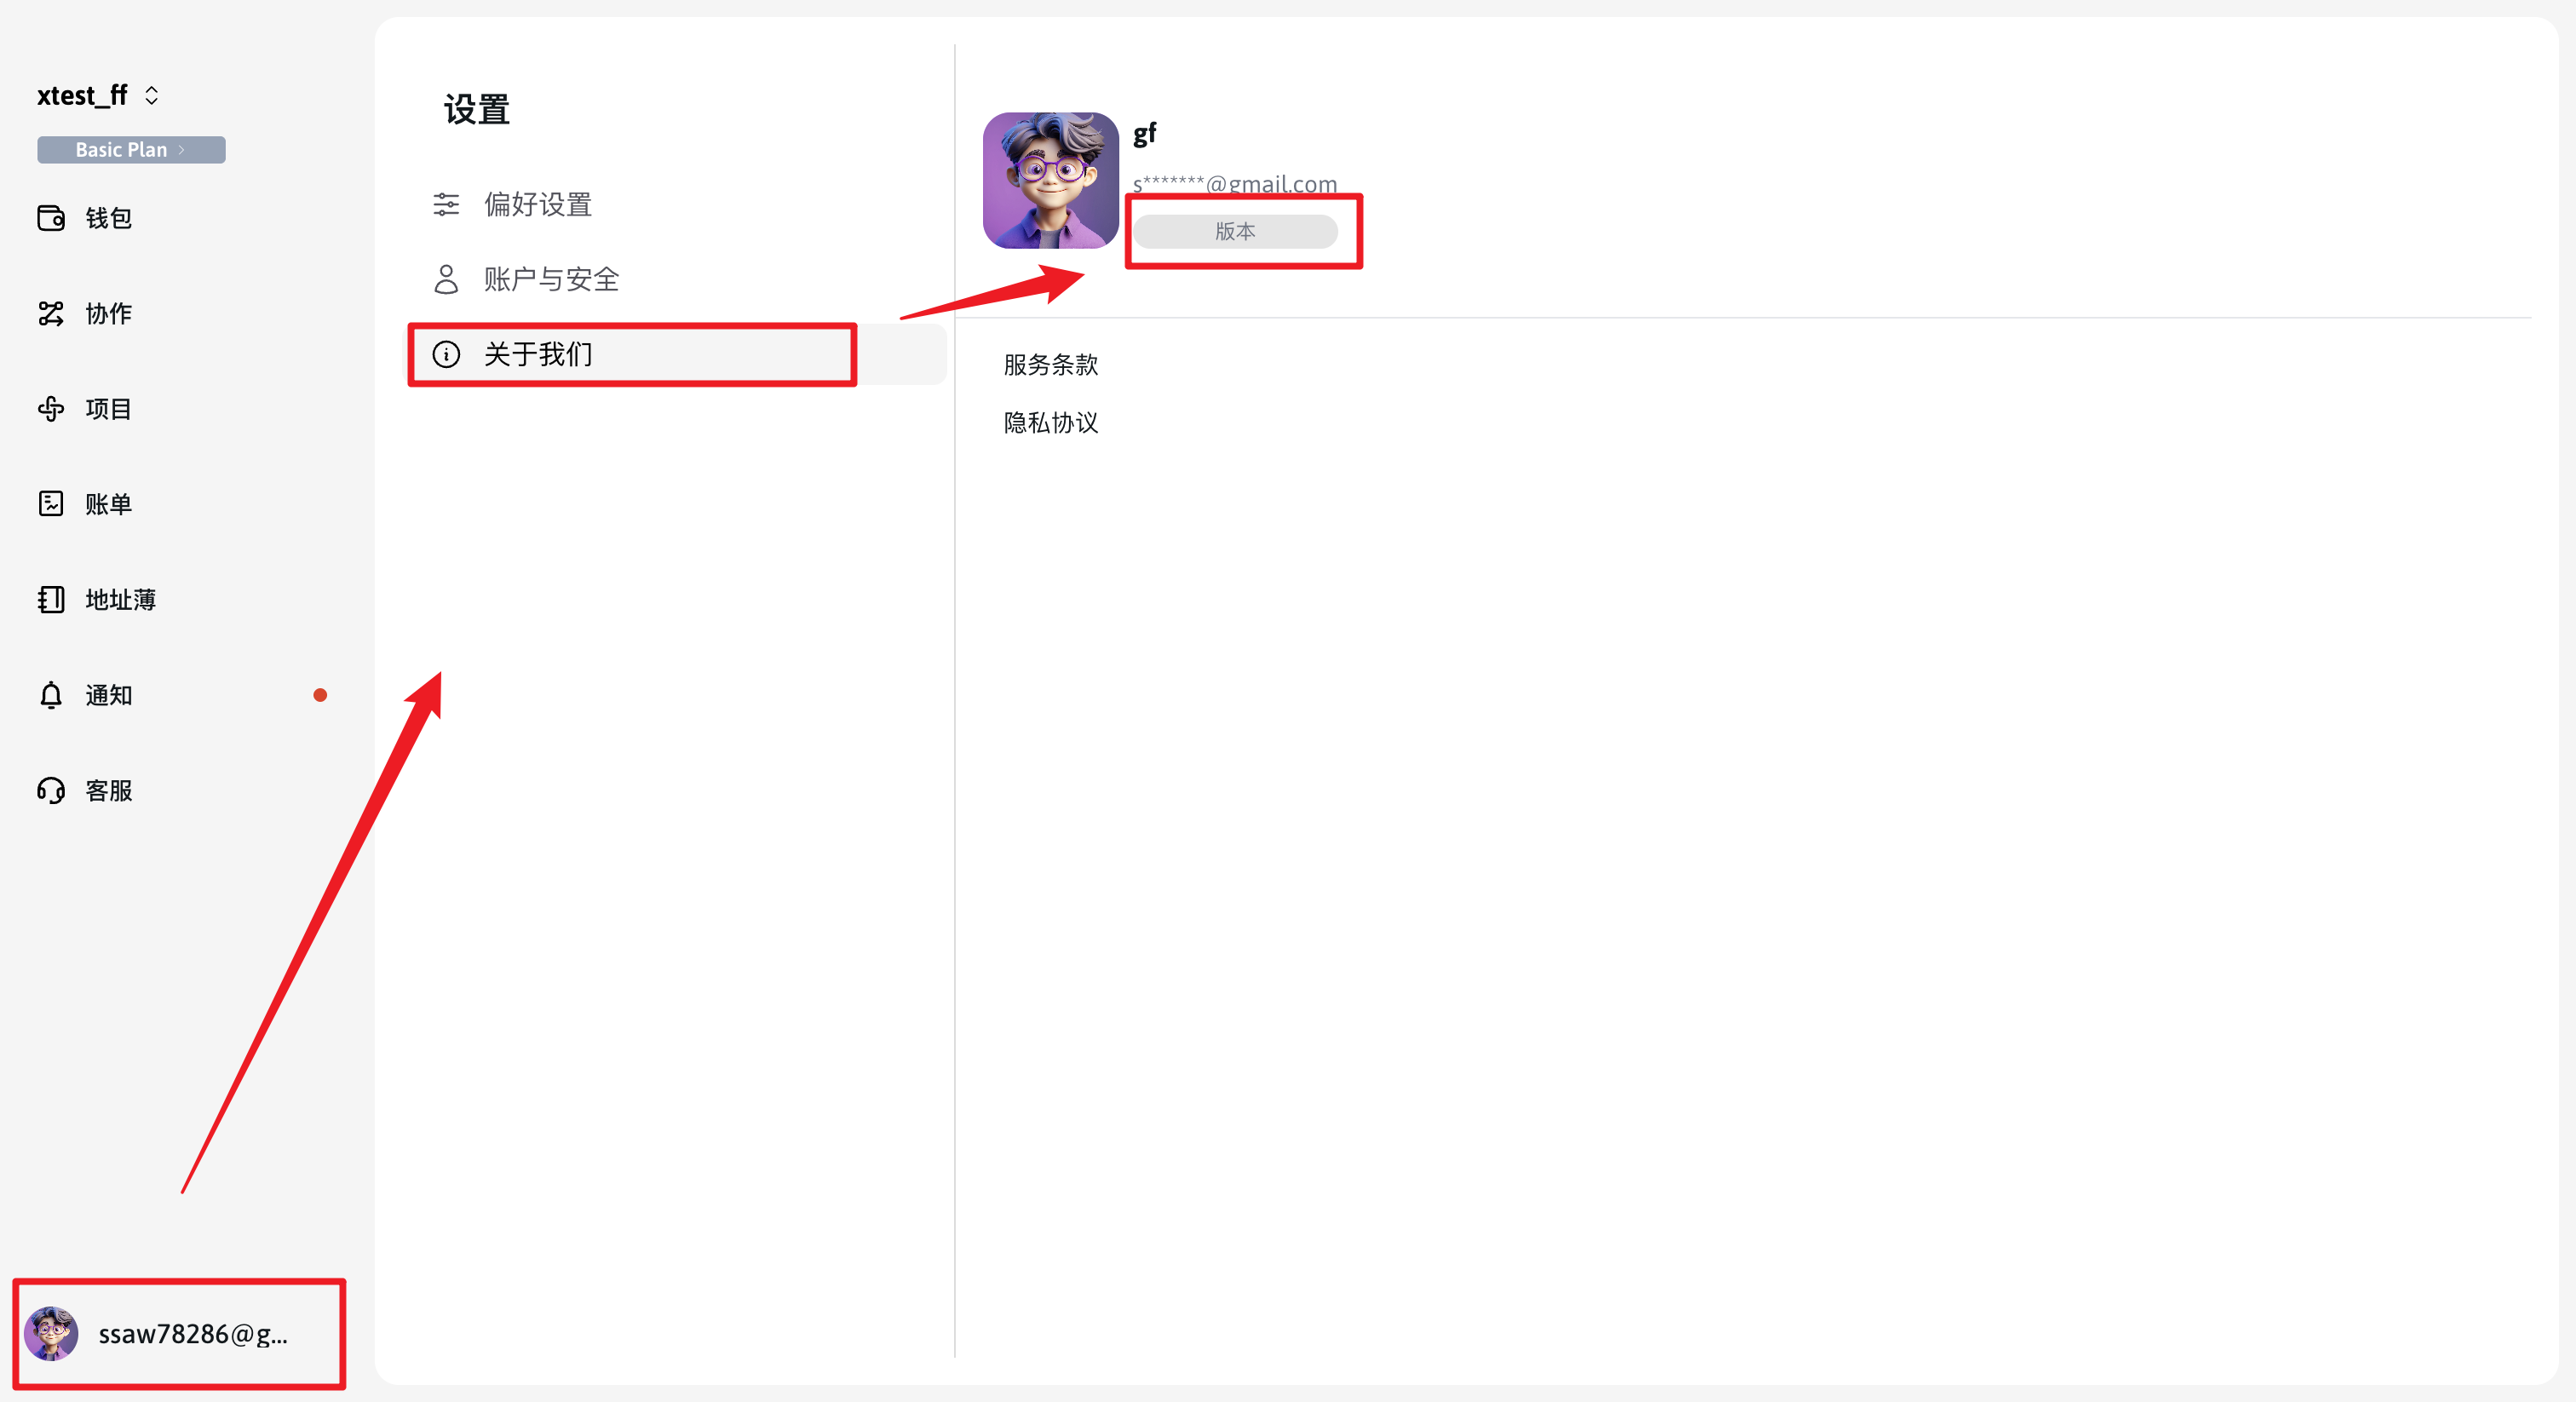 xtest_ff
Basic Plan
钱包
协作
项目
账单
地址薄
通知
客服
ssaw78286@g...
设置
偏好设置
账户与安全
关于我们
gf
s*******@gmail.com
版本
服务条款
隐私协议